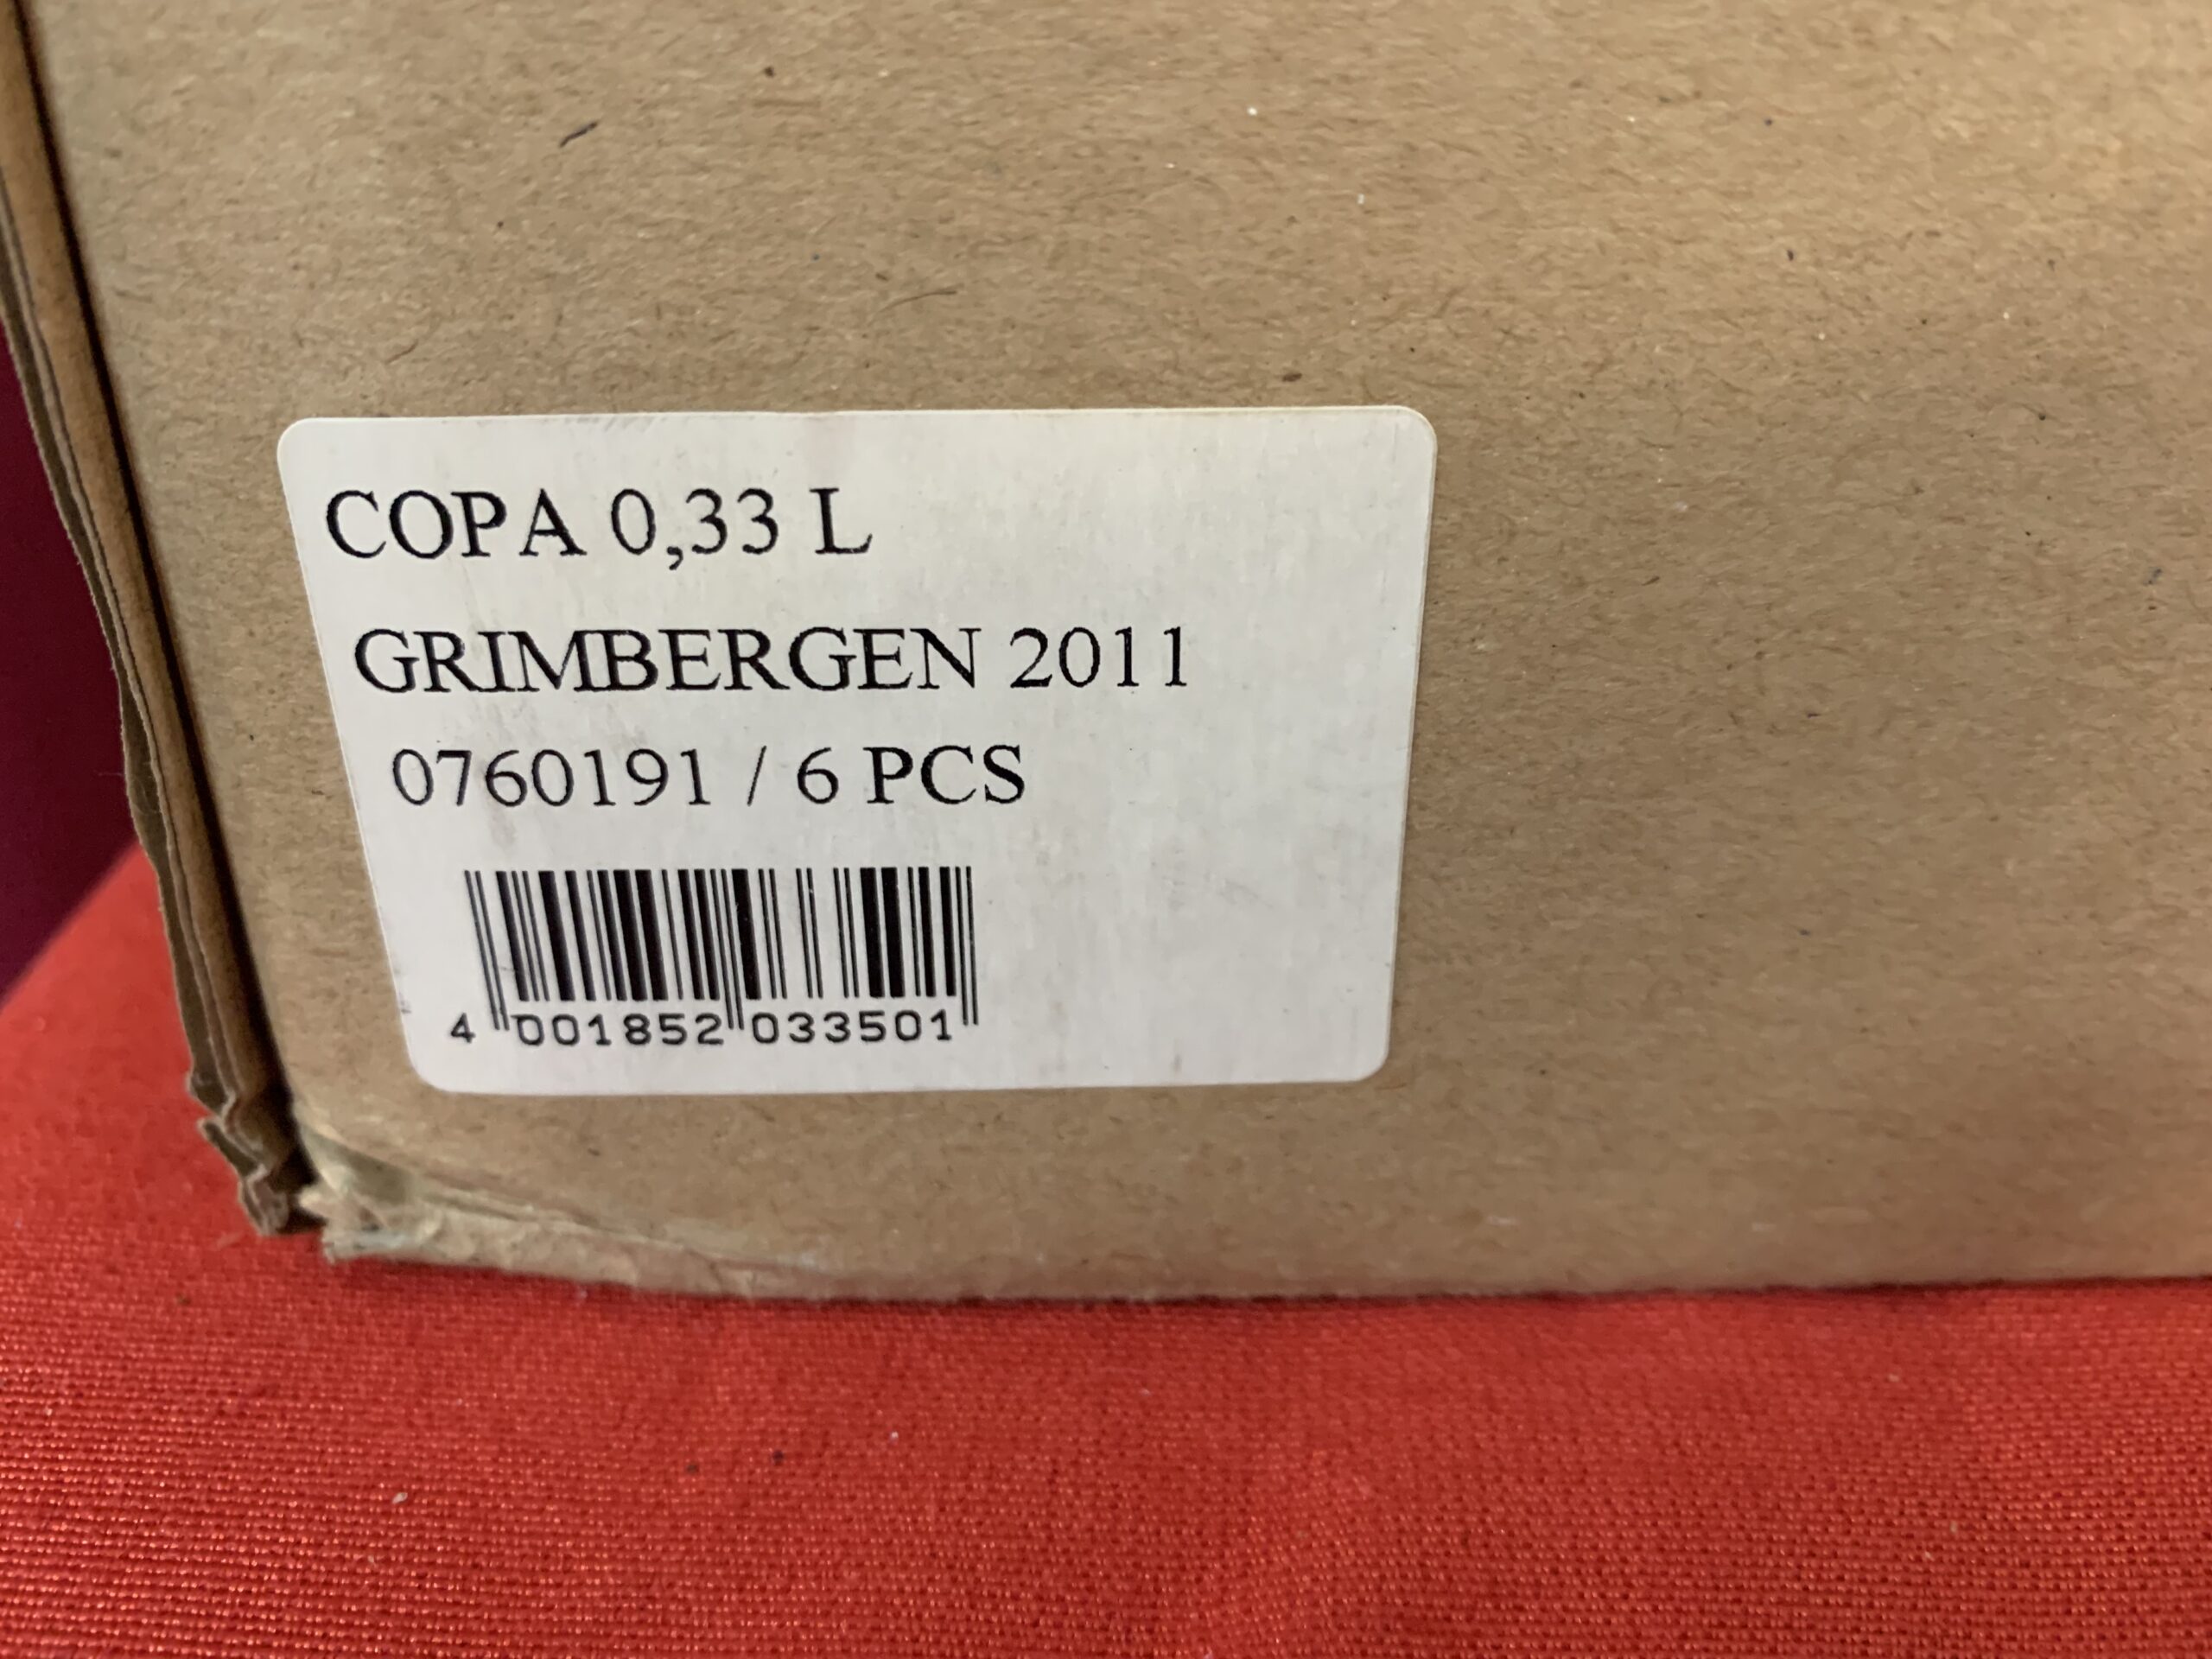 COPA 0,33 L
GRIMBERGEN 2011
0760191 / 6 PCS
4 001852 033501